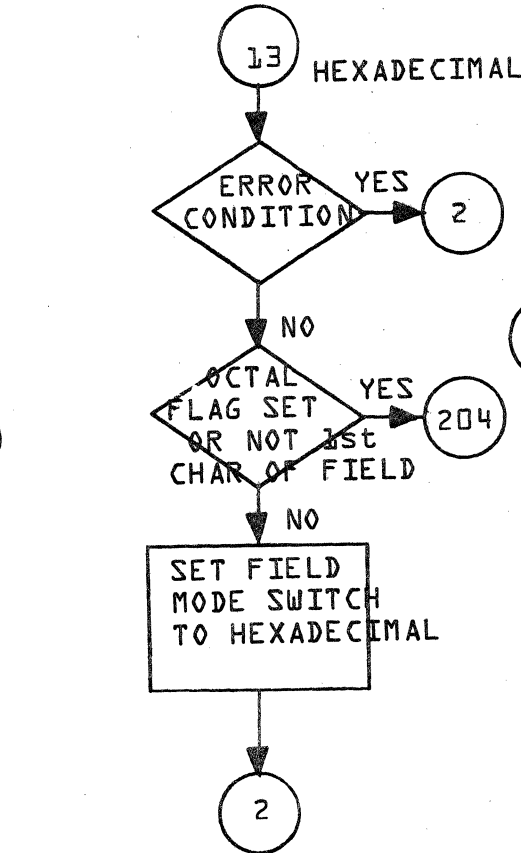 13
HEXADECIMAL
ERROR
CONDITION
YES
2
NO
OCTAL
FLAG SET
OR NOT 1st
CHAR OF FIELD
YES
204
NO
SET FIELD
MODE SWITCH
TO HEXADECIMAL
2